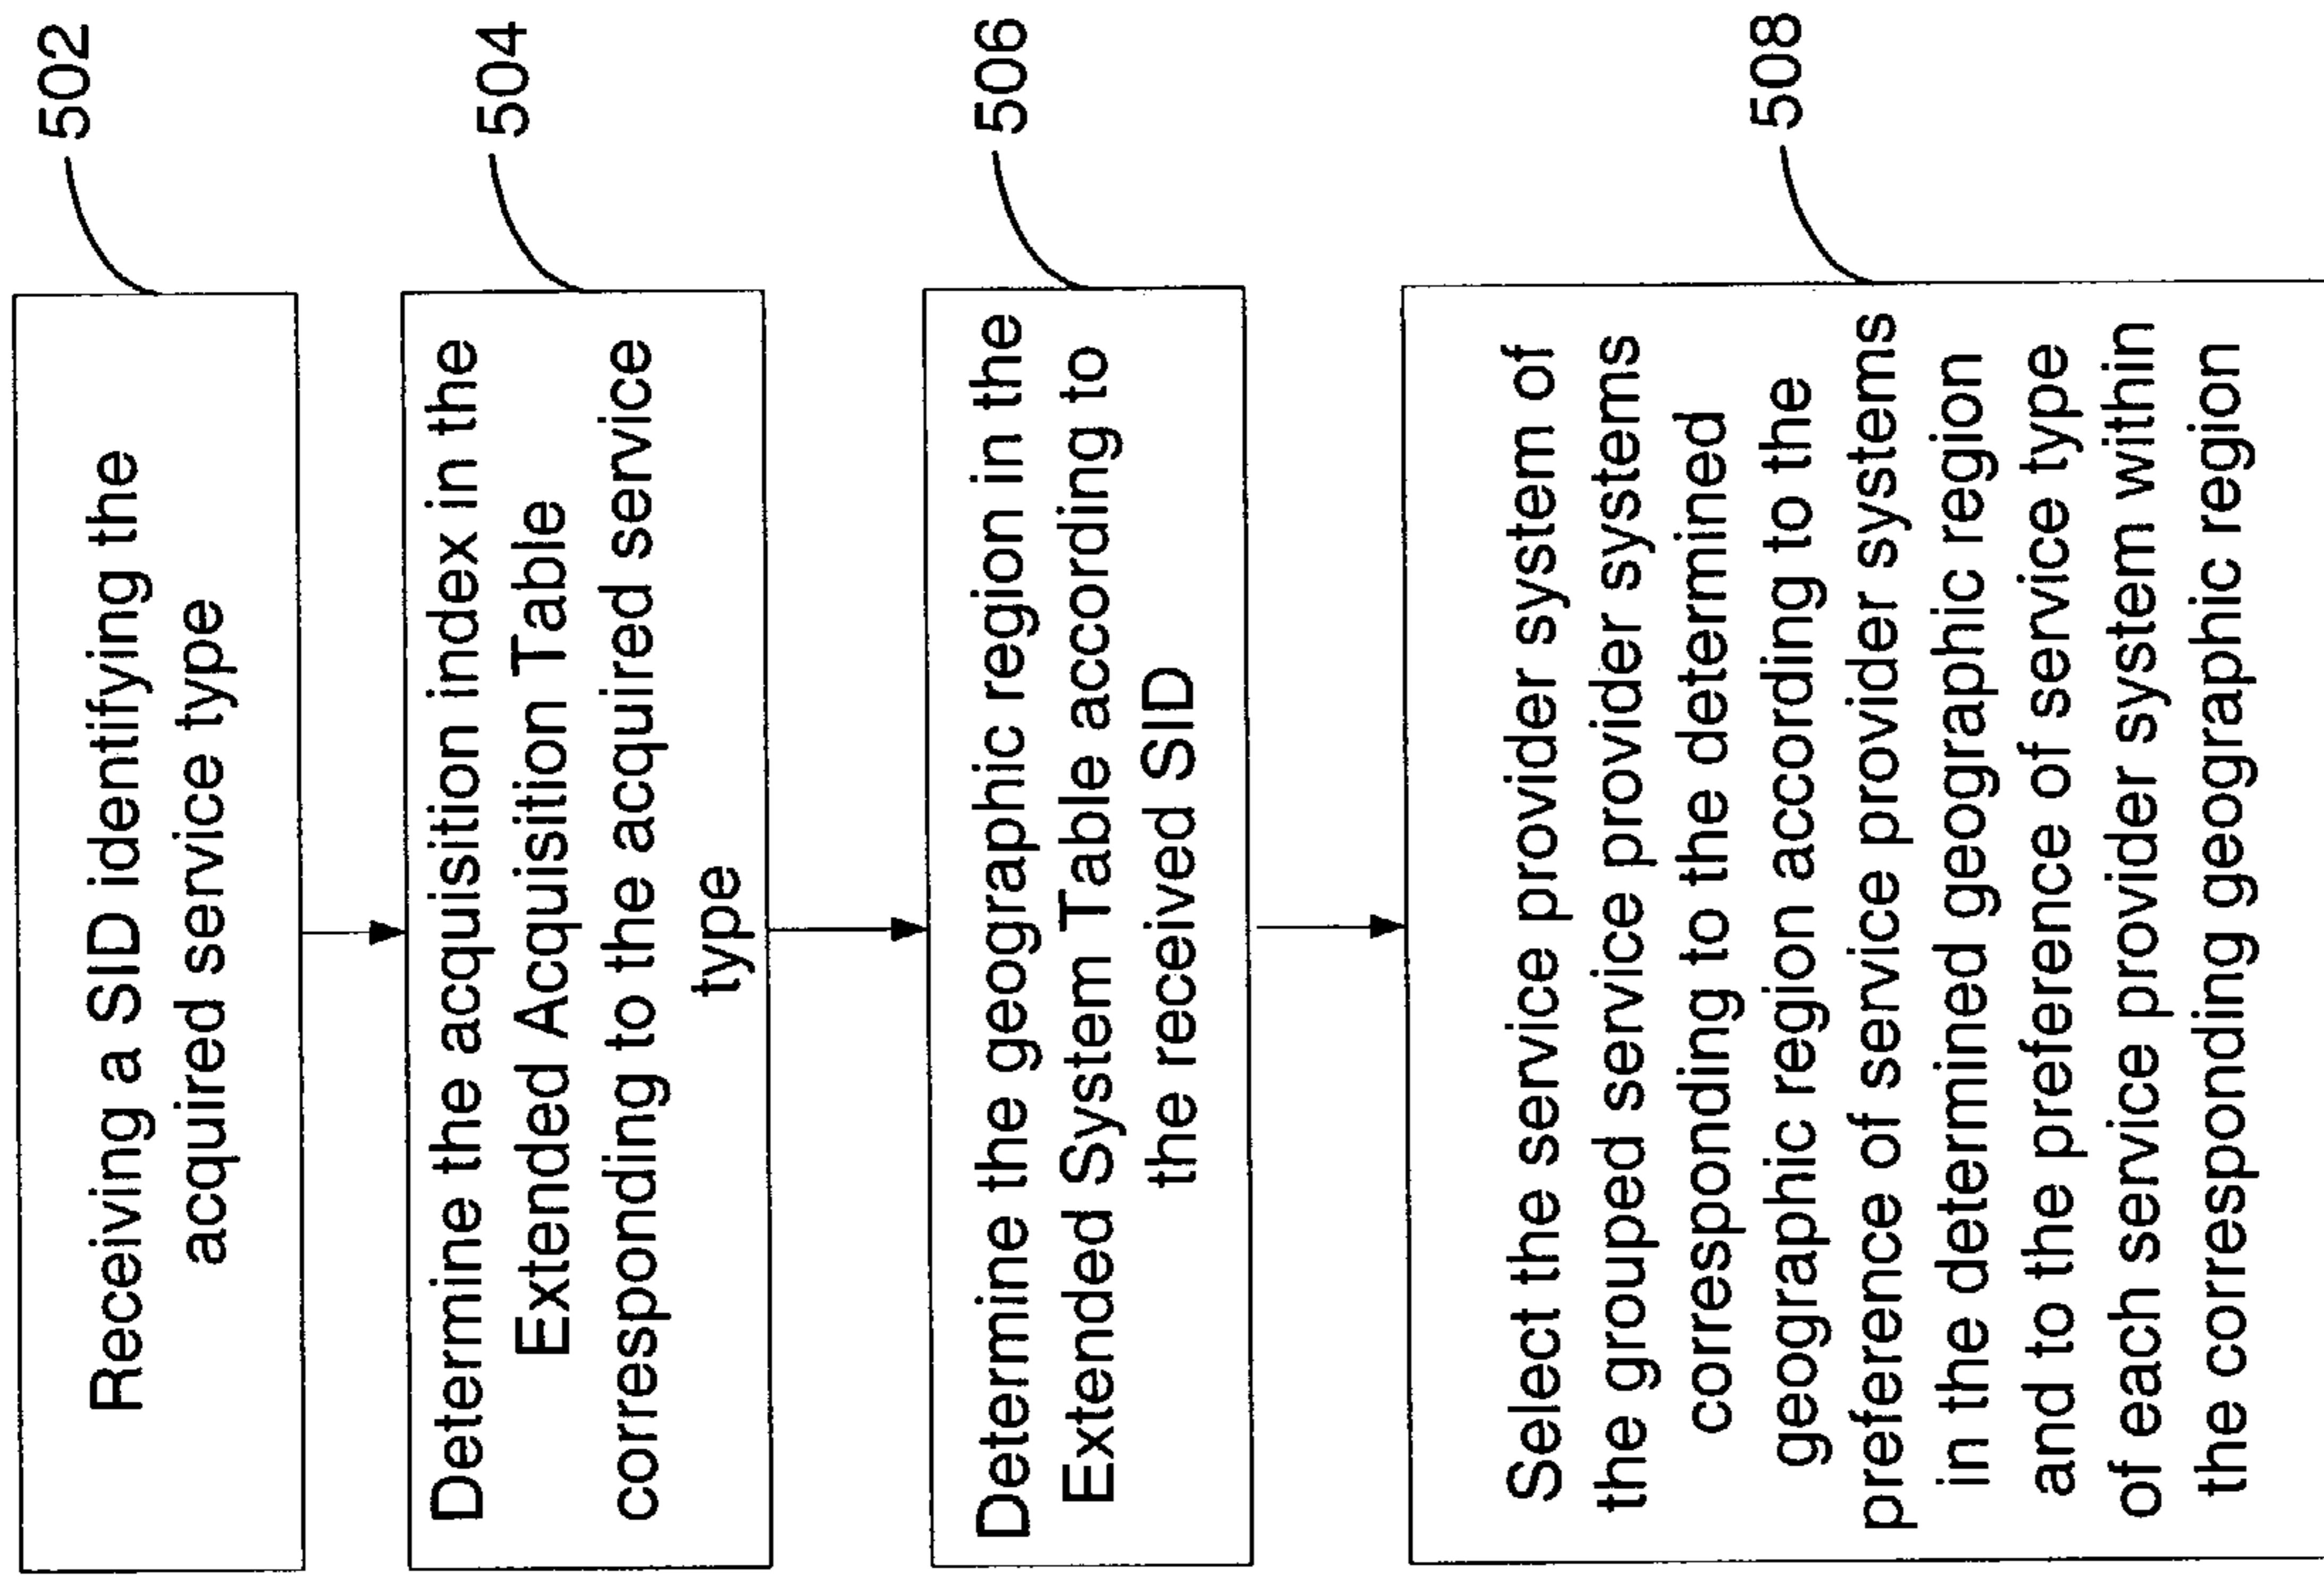 502
Receiving a SID identifying the
acquired service type
504
Determine the acquisition index in the
Extended Acquisition Table
corresponding to the acquired service
type
506
Determine the geographic region in the
Extended System Table according to
the received SID
508
Select the service provider system of
the grouped service provider systems
corresponding to the determined
geographic region according to the
preference of service provider systems
in the determined geographic region
and to the preference of service type
of each service provider system within
the corresponding geographic region